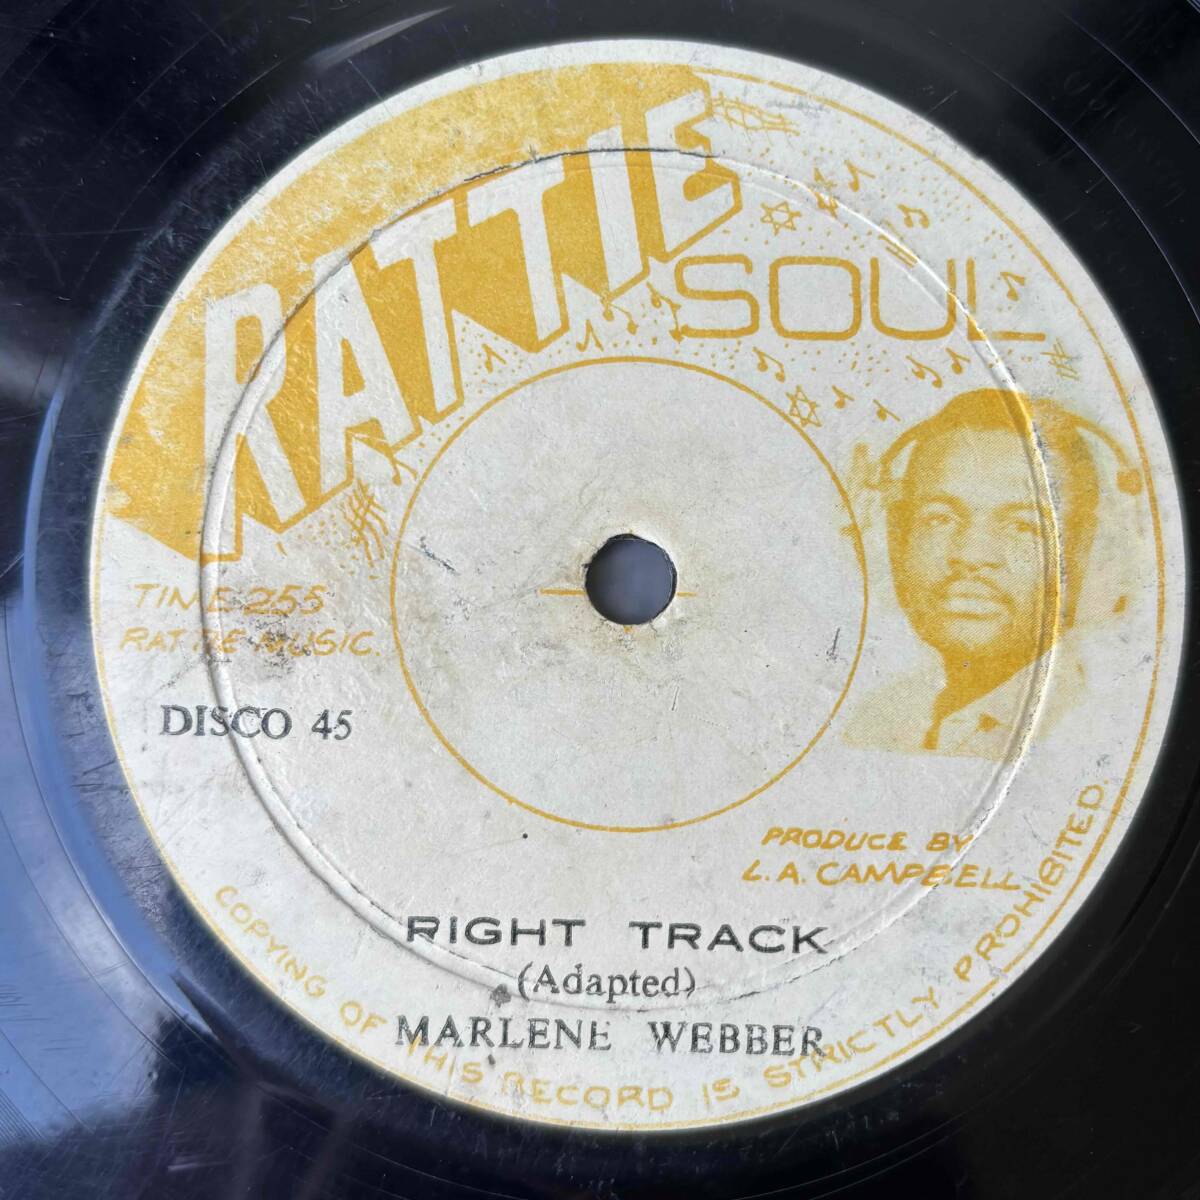 RATTIE
SOUL
TIME 255
RATTIE MUSIC.
DISCO 45
PRODUCE BY
L.A. CAMPBELL
RIGHT TRACK
(Adapted)
MARLENE WEBBER
COPYING OF THIS RECORD IS STRICTLY PROHIBITED.